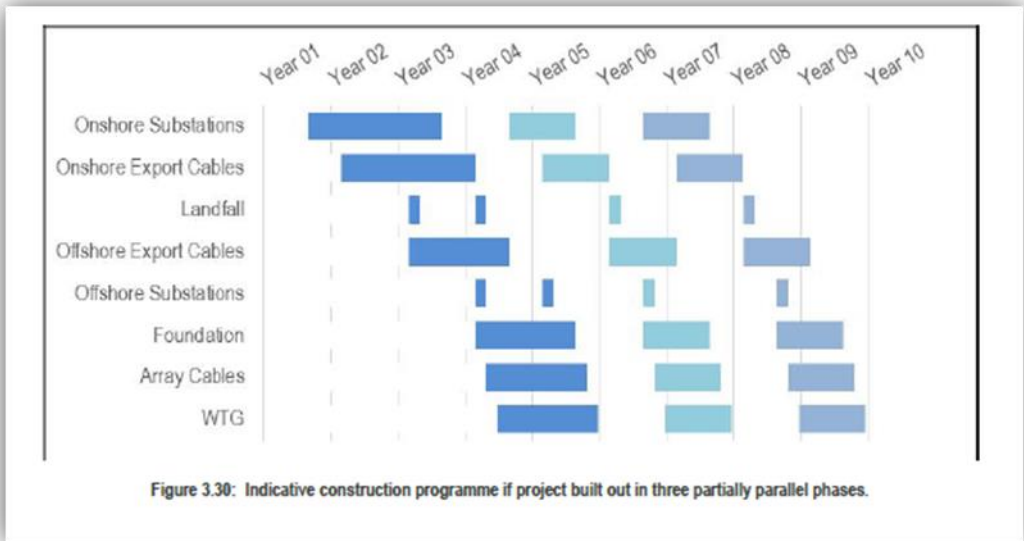 Year 01 Year 02 Year 03 Year 04 Year 05 Year 06 Year 07 Year 08 Year 09 Year 10
Onshore Substations
Onshore Export Cables
Landfall
Offshore Export Cables
Offshore Substations
Foundation
Array Cables
WTG
Figure 3.30: Indicative construction programme if project built out in three partially parallel phases.